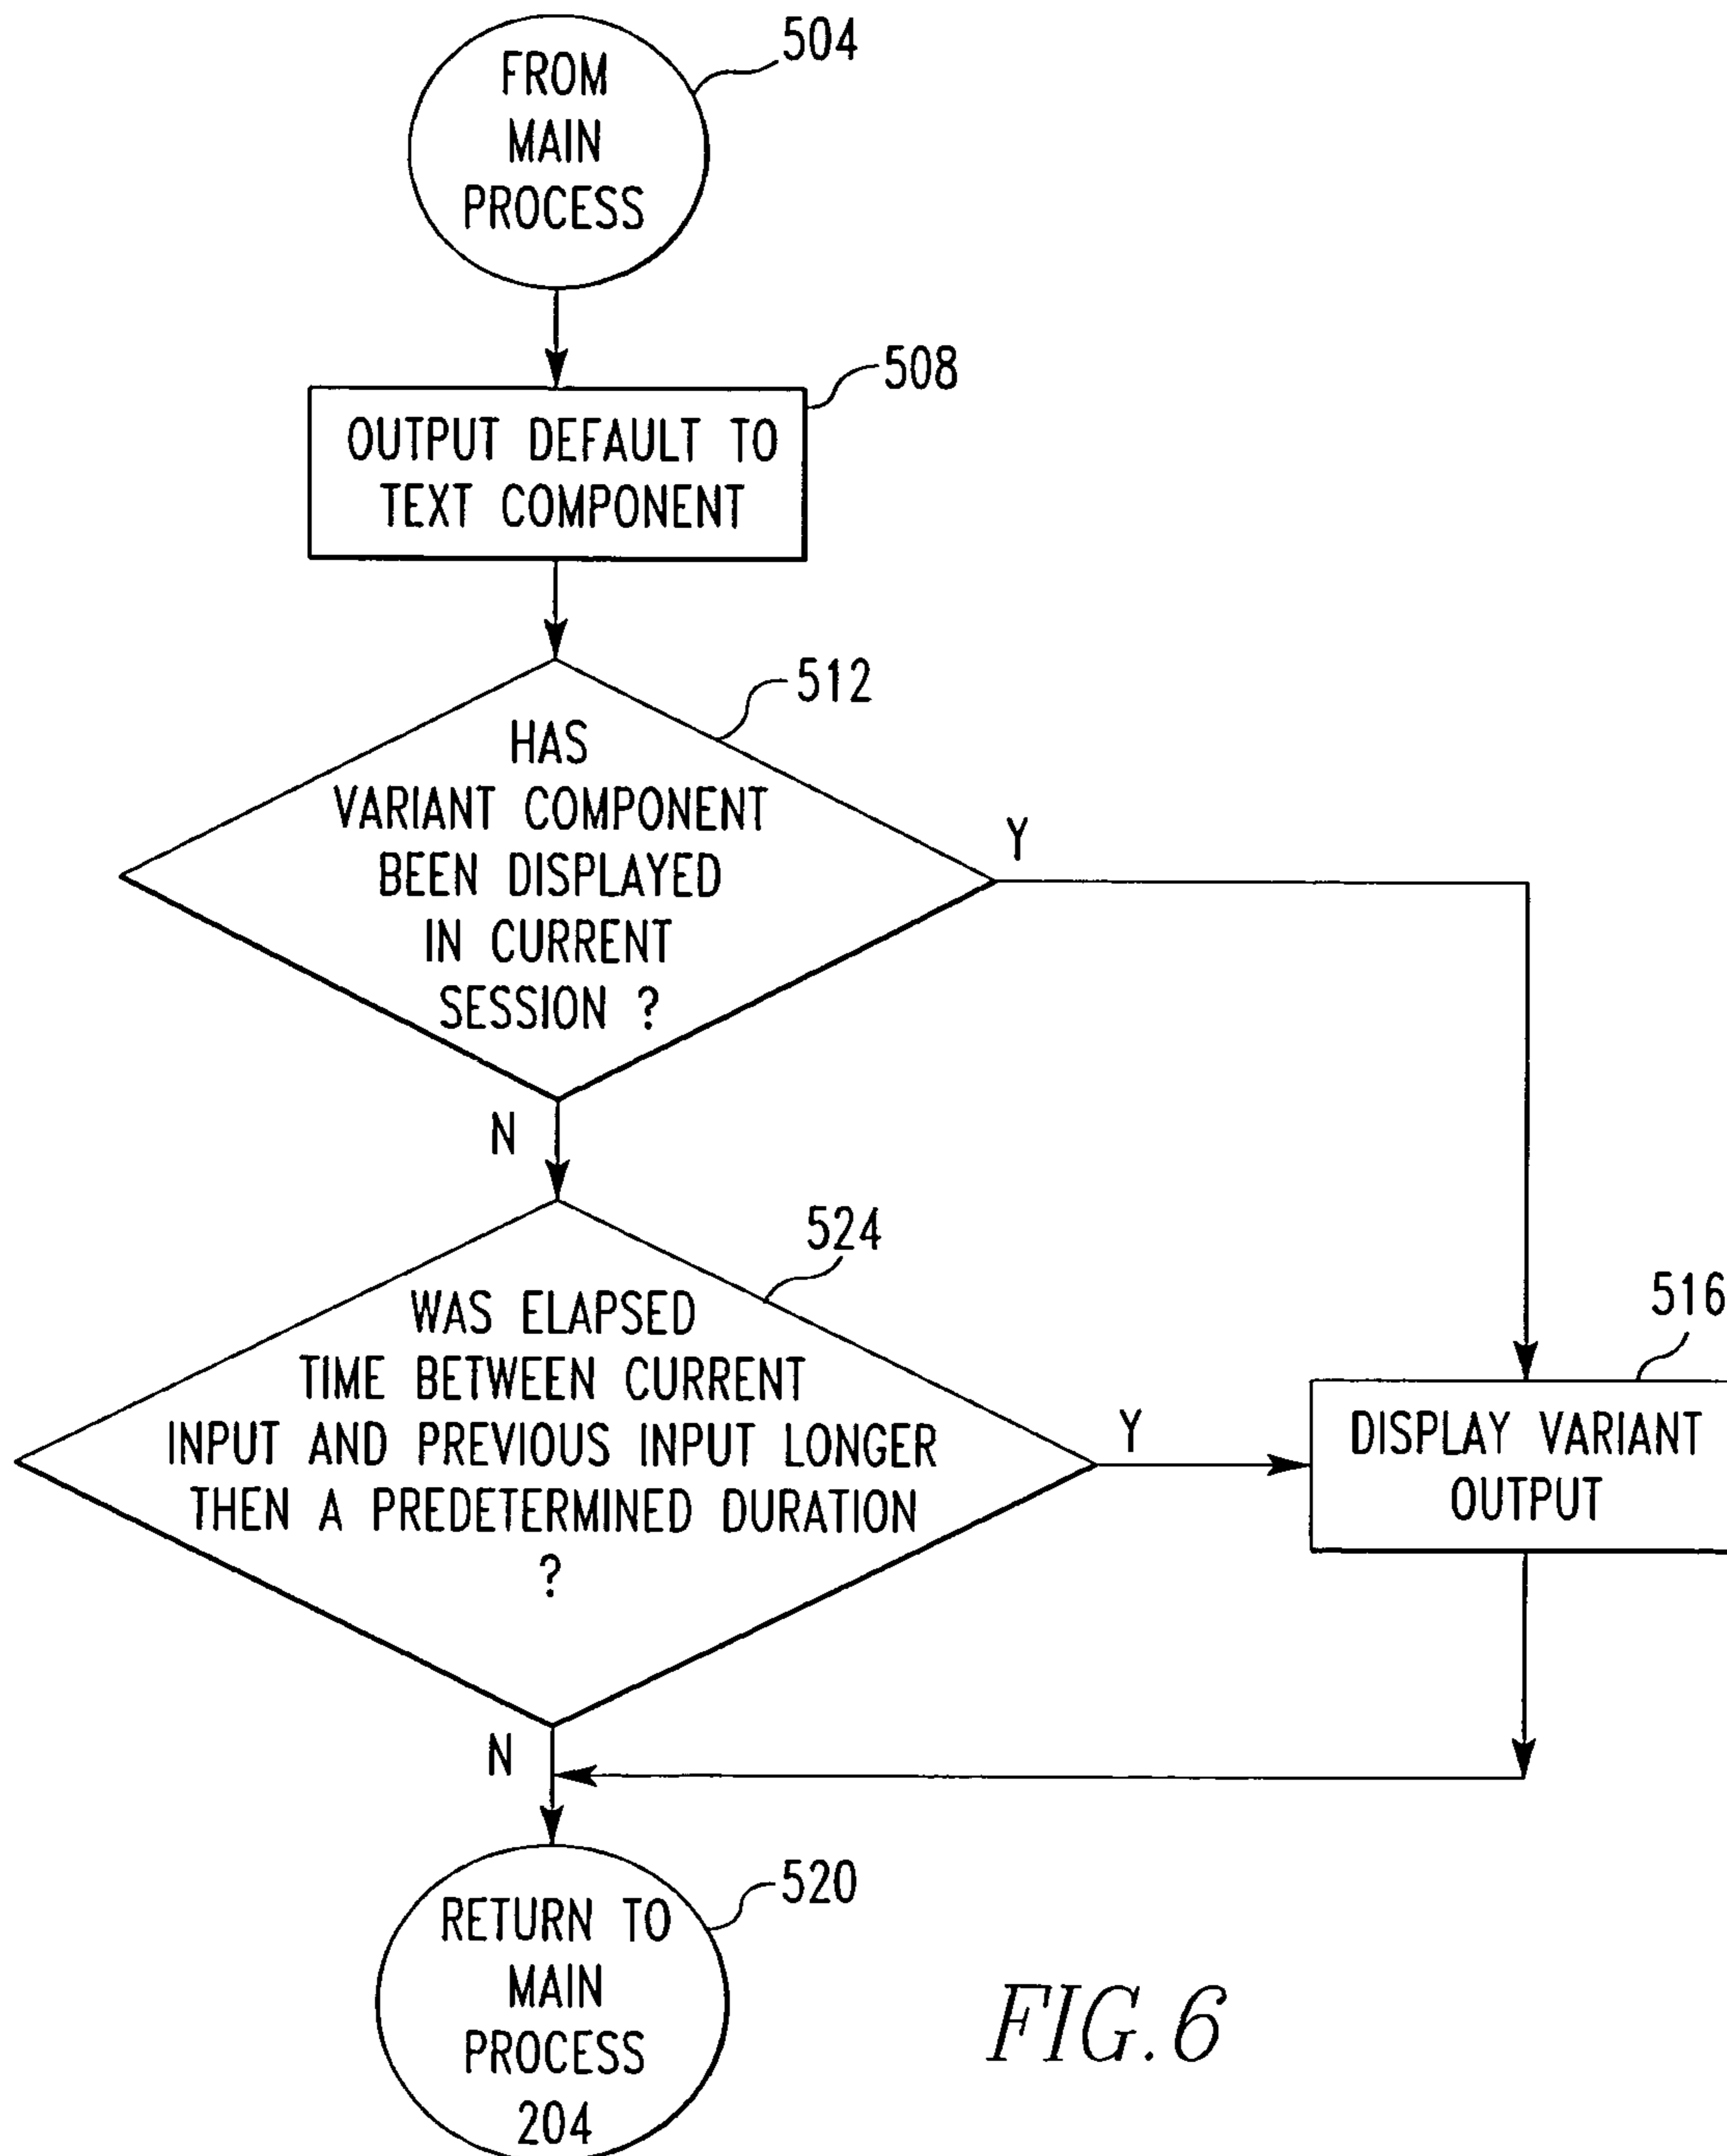 504
FROM
MAIN
PROCESS
508
OUTPUT DEFAULT TO
TEXT COMPONENT
512
HAS
VARIANT COMPONENT
BEEN DISPLAYED
IN CURRENT
SESSION ?
Y
N
524
WAS ELAPSED
TIME BETWEEN CURRENT
INPUT AND PREVIOUS INPUT LONGER
THEN A PREDETERMINED DURATION
?
Y
516
DISPLAY VARIANT
OUTPUT
N
520
RETURN TO
MAIN
PROCESS
204
FIG. 6